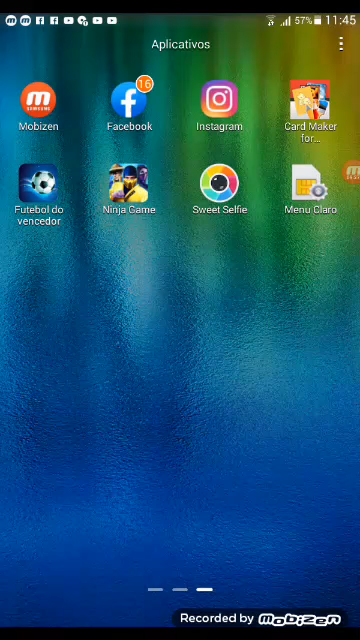 57% 11:45
Aplicativos
16
Mobizen
Facebook
Instagram
Card Maker
for...
Futebol do
vencedor
Ninja Game
Sweet Selfie
Menu Claro
Recorded by Mobizen